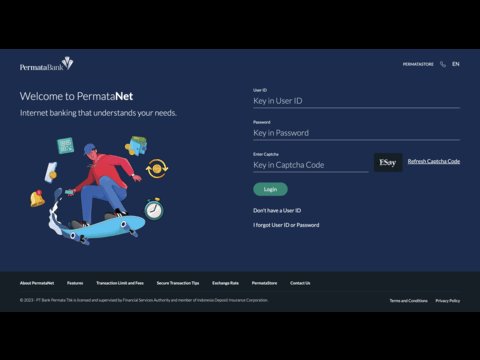 PermataBank
PERMATASTORE
EN
Welcome to PermataNet
Internet banking that understands your needs.
User ID
Key in User ID
Password
Key in Password
Enter Captcha
Key in Captcha Code
ESay
Refresh Captcha Code
Login
Don't have a User ID
I forgot User ID or Password
About PermataNet
Features
Transaction Limit and Fees
Secure Transaction Tips
Exchange Rate
PermataStore
Contact Us
© 2023 - PT Bank Permata Tbk is licensed and supervised by Financial Services Authority and member of Indonesia Deposit Insurance Corporation.
Terms and Conditions
Privacy Policy